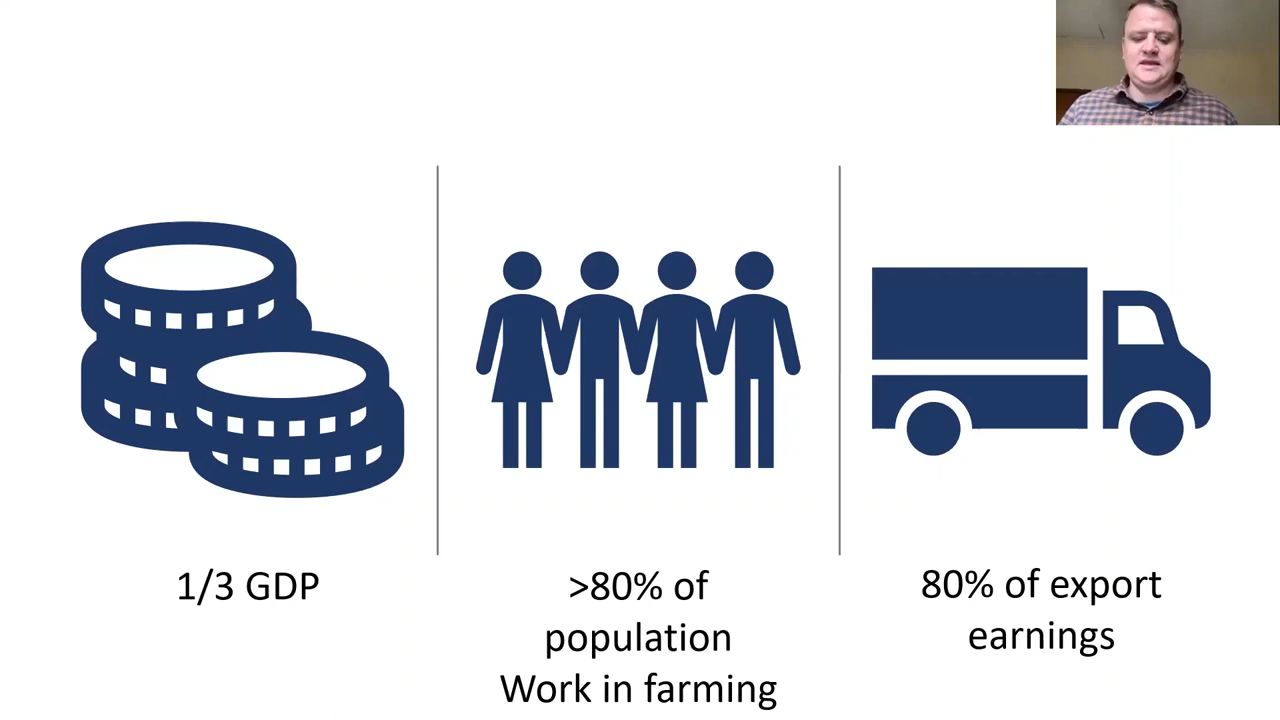 1/3 GDP
>80% of
population
Work in farming
80% of export
earnings